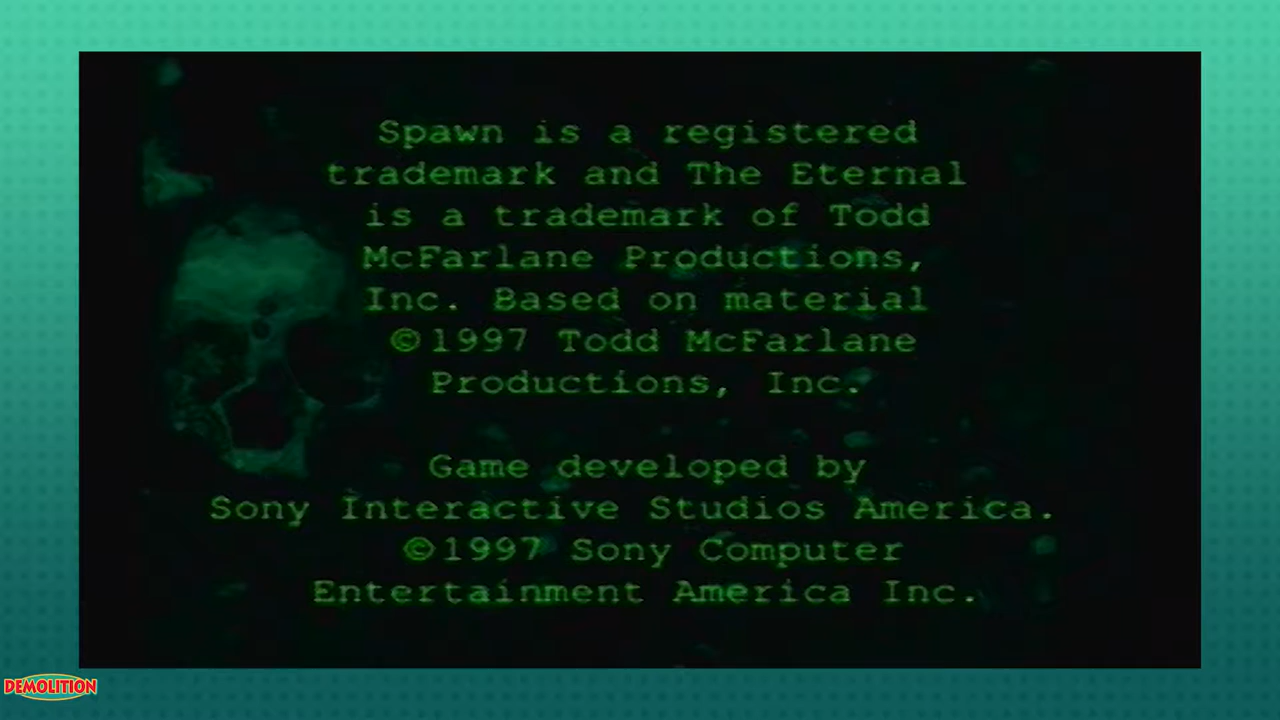 Spawn is a registered
trademark and The Eternal
is a trademark of Todd
McFarlane Productions,
Inc. Based on material
©1997 Todd McFarlane
Productions, Inc.
Game developed by
Sony Interactive Studios America.
©1997 Sony Computer
Entertainment America Inc.
DEMOLITION